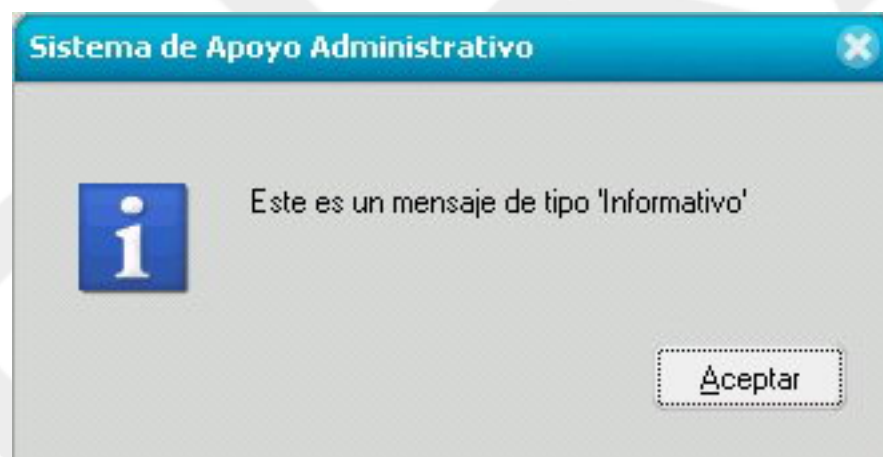 Sistema de Apoyo Administrativo
Este es un mensaje de tipo 'Informativo'
Aceptar